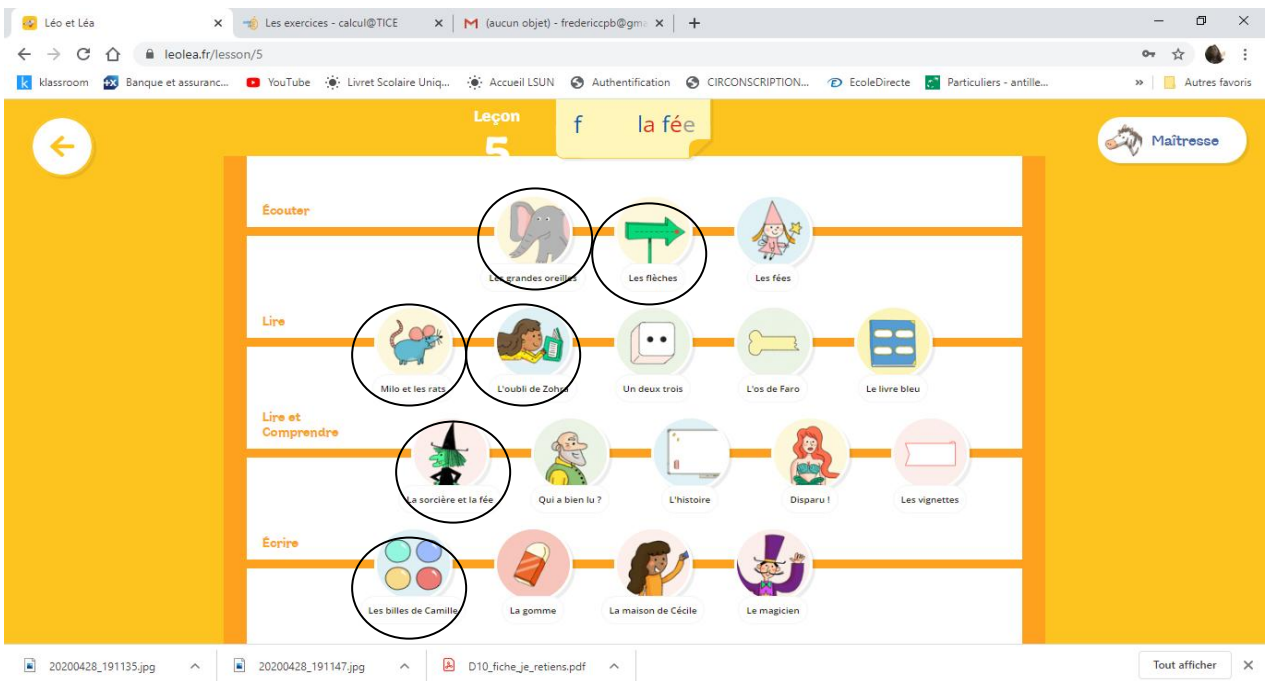 Léo et Léa
Les exercices - calcul@TICE
(aucun objet) - fredericcpb@gma
leolea.fr/lesson/5
klassroom
Banque et assuranc...
YouTube
Livret Scolaire Uniq...
Accueil LSUN
Authentification
CIRCONSCRIPTION...
EcoleDirecte
Particuliers - antille...
Autres favoris
Leçon
5
f la fée
Maîtresse
Écouter
Les grandes oreilles
Les flèches
Les fées
Lire
Milo et les rats
L'oubli de Zohra
Un deux trois
L'os de Faro
Le livre bleu
Lire et
Comprendre
La sorcière et la fée
Qui a bien lu ?
L'histoire
Disparu !
Les vignettes
Écrire
Les billes de Camille
La gomme
La maison de Cécile
Le magicien
20200428_191135.jpg
20200428_191147.jpg
D10_fiche_je_retiens.pdf
Tout afficher